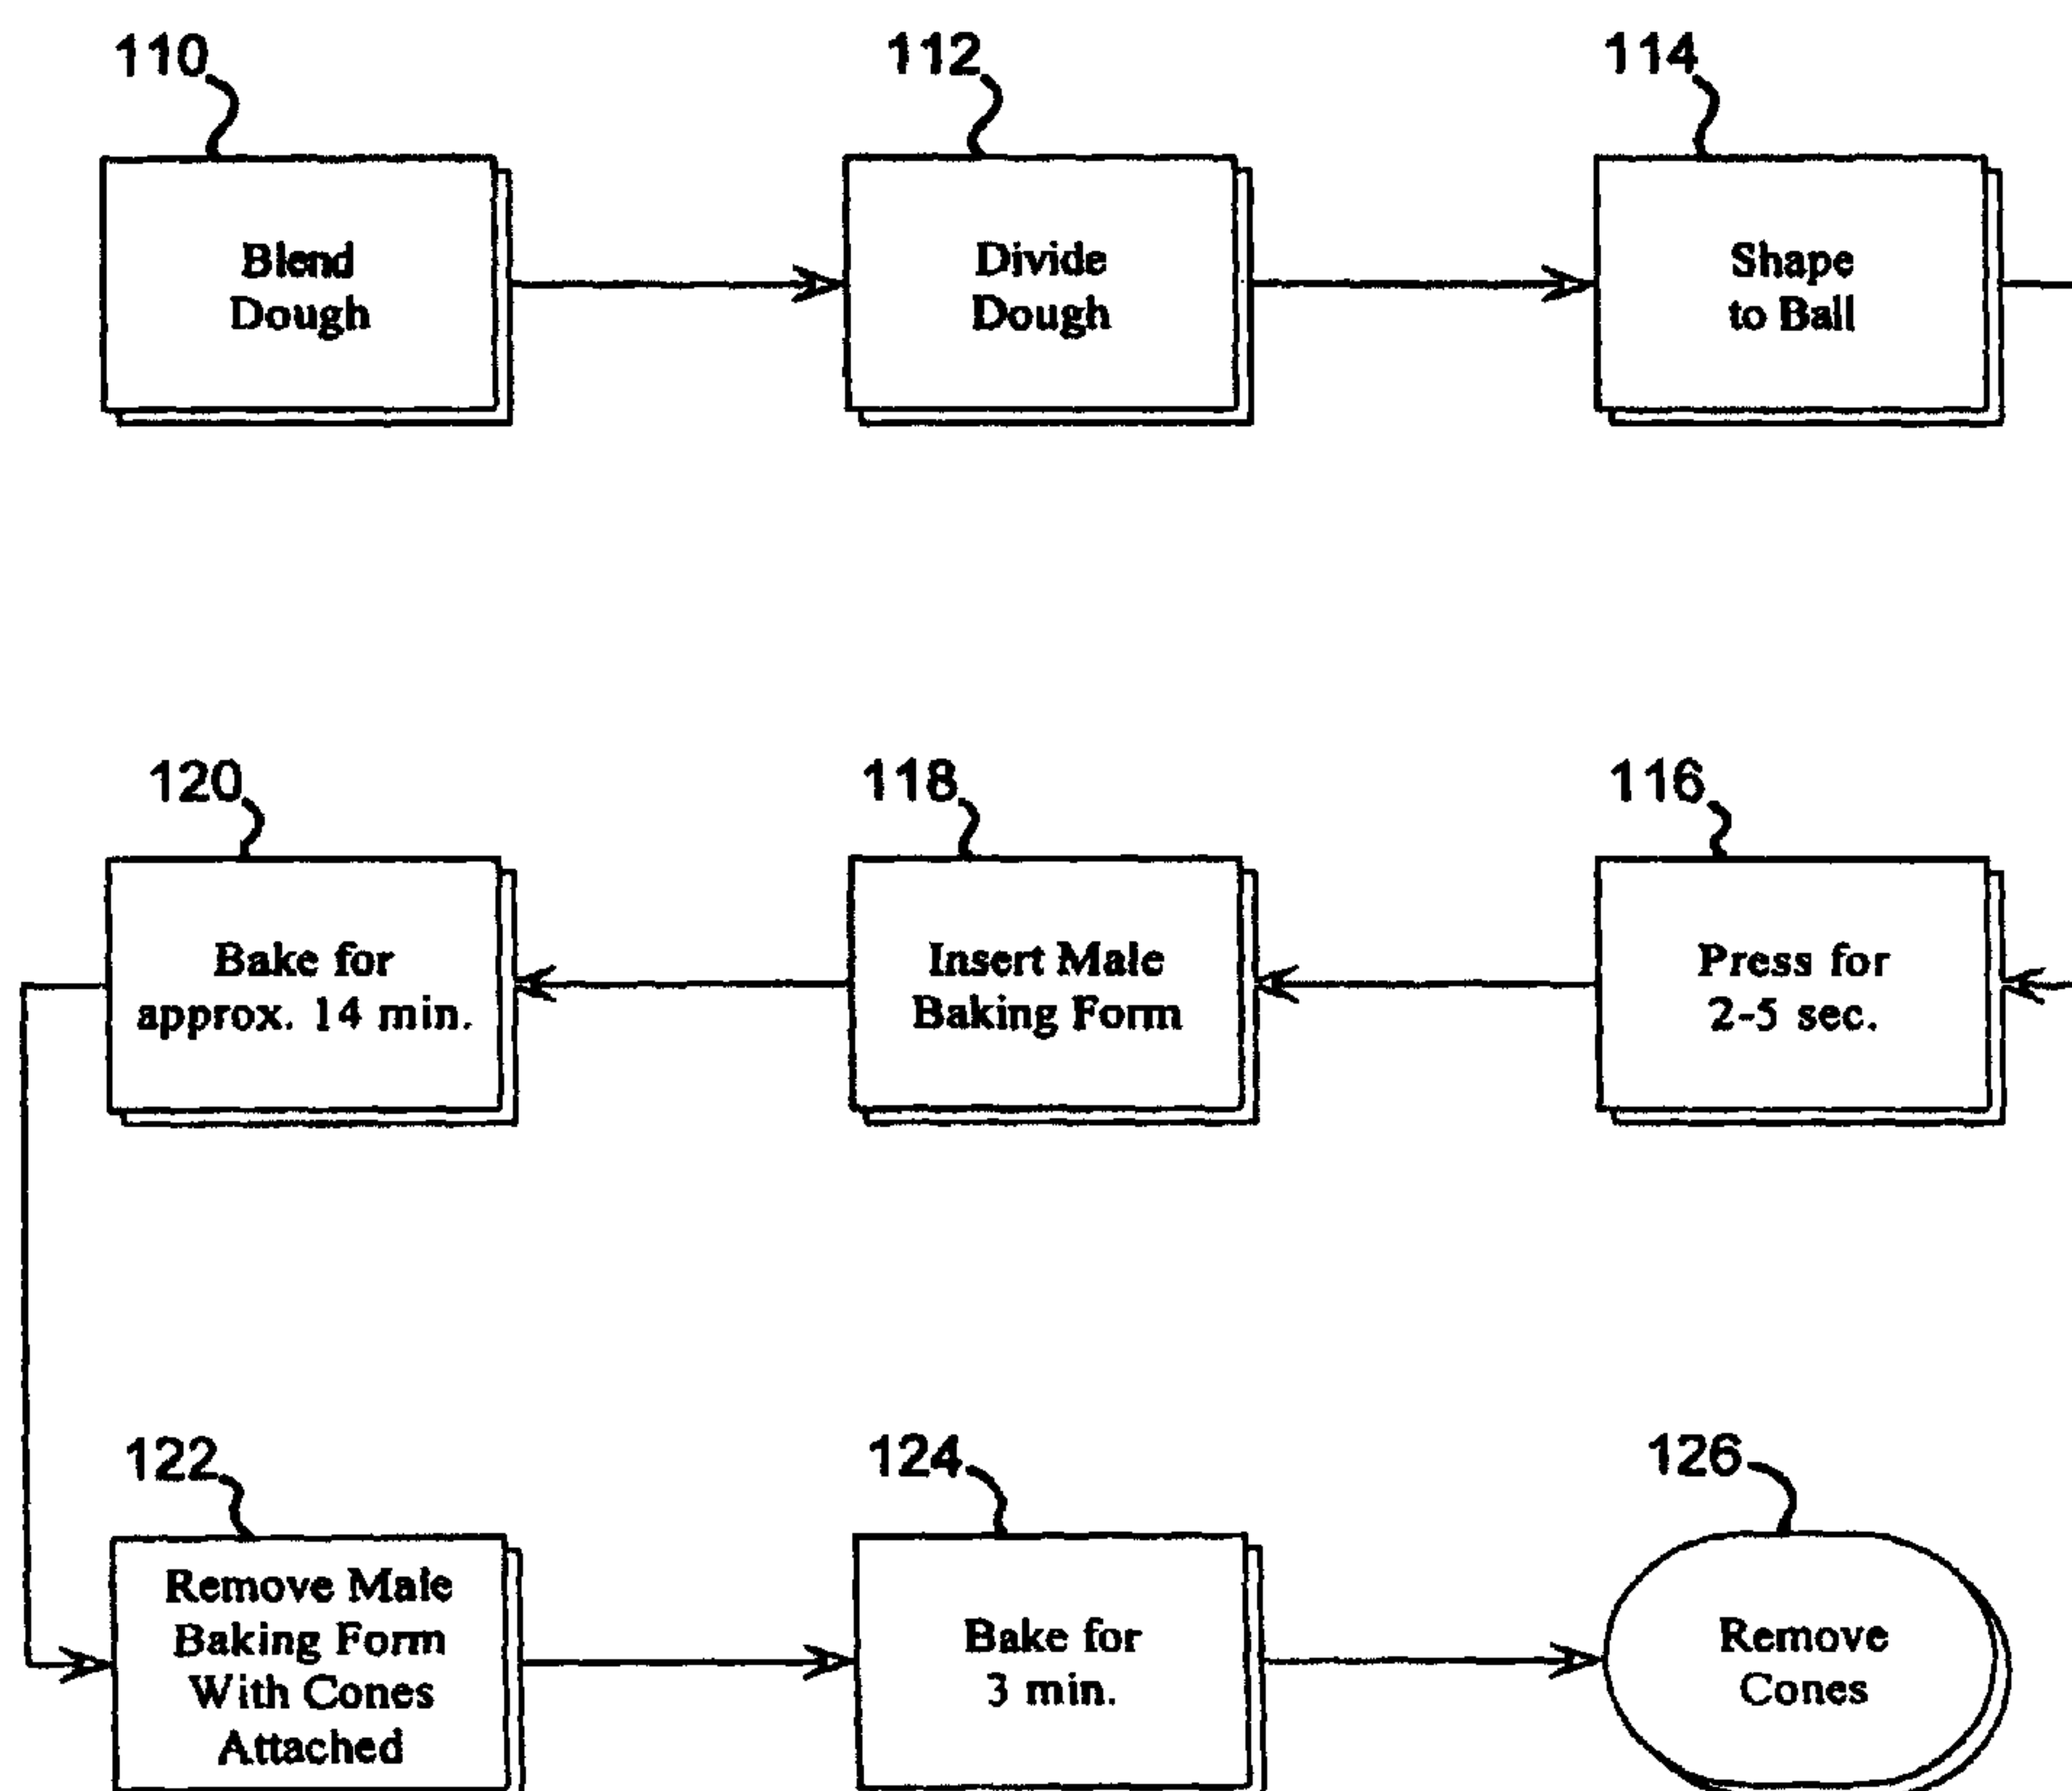 110
Blend
Dough
112
Divide
Dough
114
Shape
to Ball
116
Press for
2-5 sec.
118
Insert Male
Baking Form
120
Bake for
approx. 14 min.
122
Remove Male
Baking Form
With Cones
Attached
124
Bake for
3 min.
126
Remove
Cones